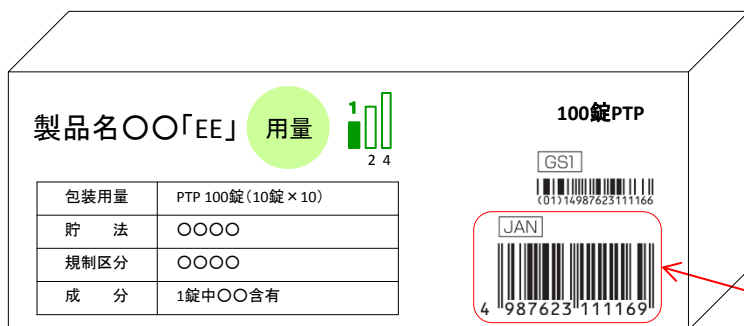 製品名〇〇「EE」
用量
1
2 4
100錠PTP
GS1
(01)14987623111166
包装用量 PTP 100錠(10錠×10)
貯　法 〇〇〇〇
規制区分 〇〇〇〇
成　分 1錠中〇〇含有
JAN
4 987623 111169